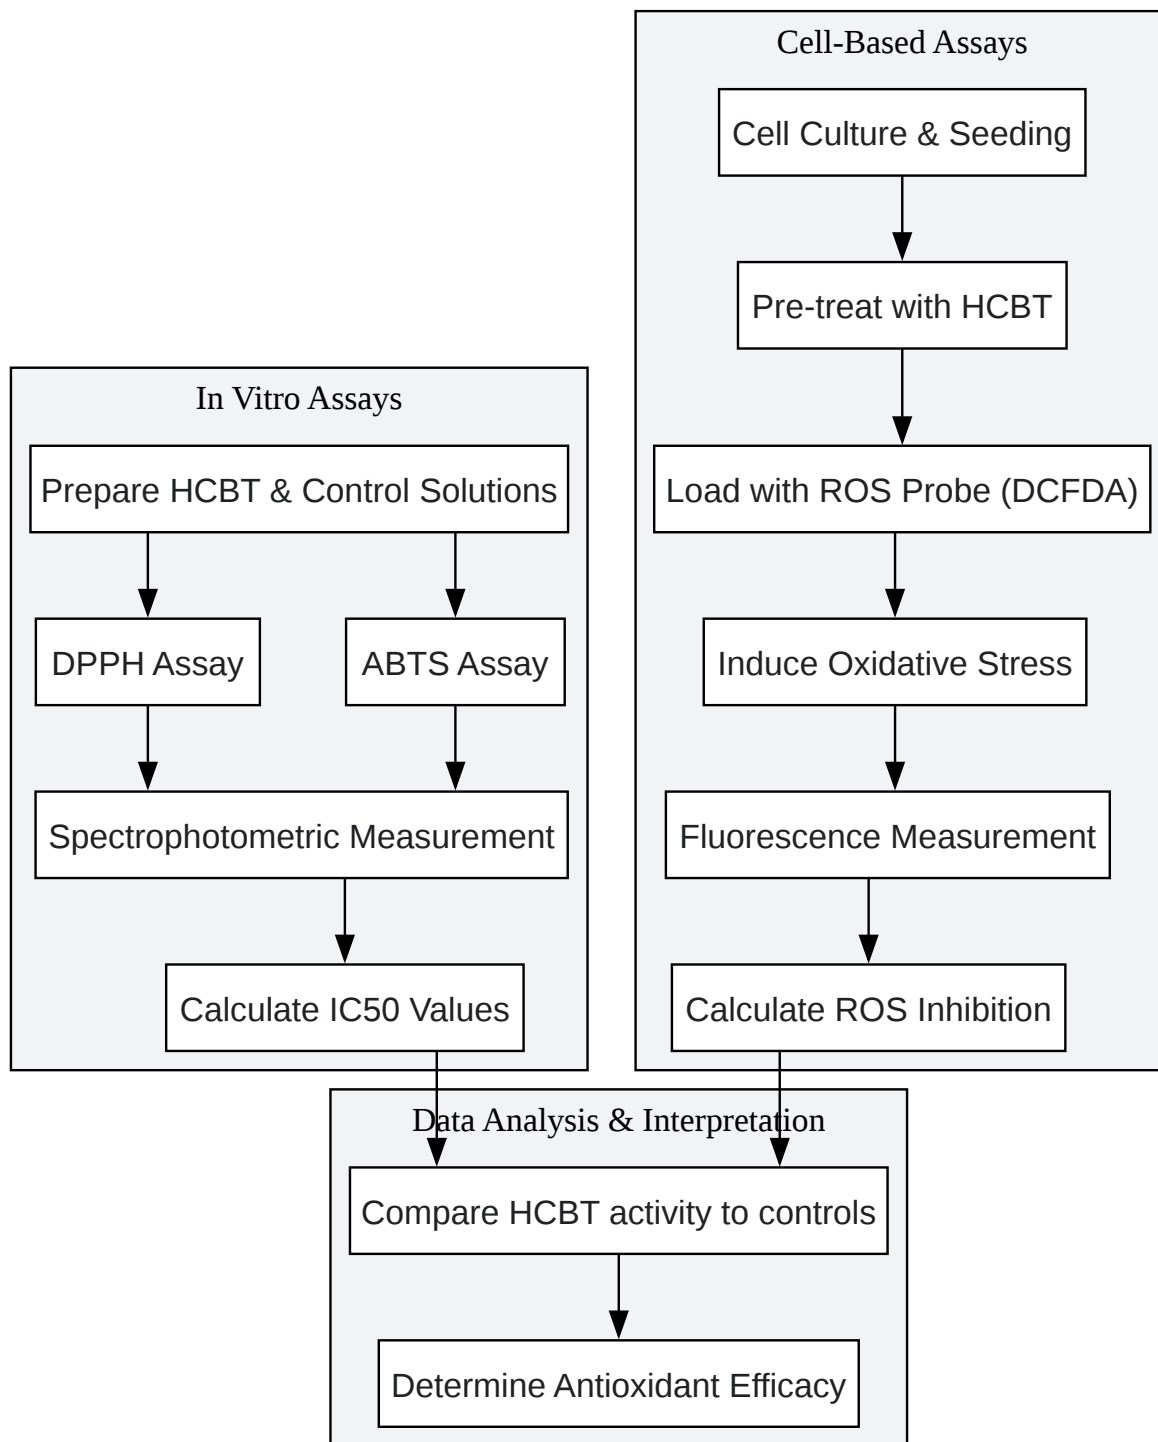 Cell-Based Assays
Cell Culture & Seeding
Pre-treat with HCBT
Load with ROS Probe (DCFDA)
Induce Oxidative Stress
Fluorescence Measurement
Calculate ROS Inhibition
In Vitro Assays
Prepare HCBT & Control Solutions
DPPH Assay
ABTS Assay
Spectrophotometric Measurement
Calculate IC50 Values
Data Analysis & Interpretation
Compare HCBT activity to controls
Determine Antioxidant Efficacy